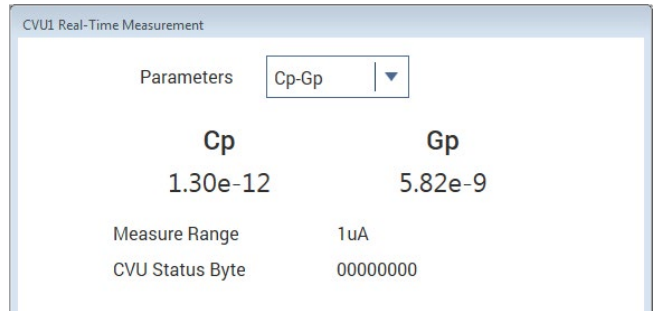 CVU1 Real-Time Measurement
Parameters Cp-Gp
Cp Gp
1.30e-12 5.82e-9
Measure Range 1uA
CVU Status Byte 00000000